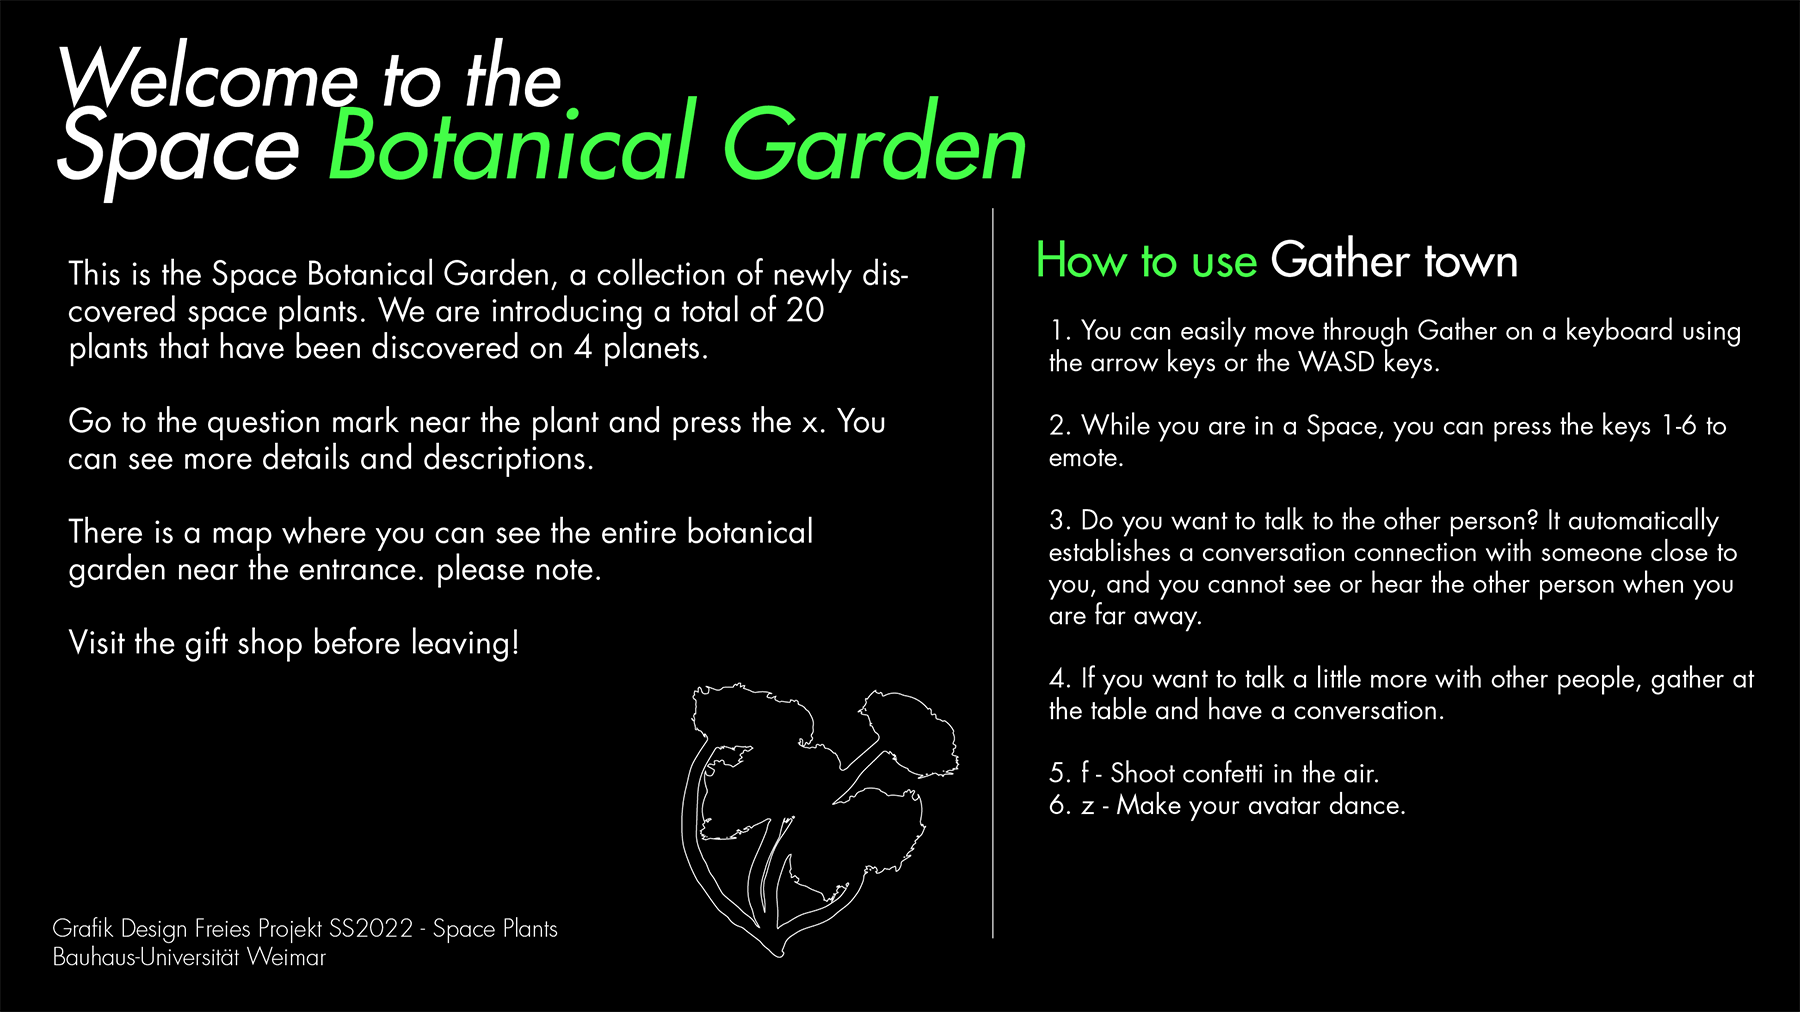 Welcome to the
Space Botanical Garden
This is the Space Botanical Garden, a collection of newly dis-
covered space plants. We are introducing a total of 20
plants that have been discovered on 4 planets.
Go to the question mark near the plant and press the x. You
can see more details and descriptions.
There is a map where you can see the entire botanical
garden near the entrance. please note.
Visit the gift shop before leaving!
Grafik Design Freies Projekt SS2022 - Space Plants
Bauhaus-Universität Weimar
How to use Gather town
1. You can easily move through Gather on a keyboard using
the arrow keys or the WASD keys.
2. While you are in a Space, you can press the keys 1-6 to
emote.
3. Do you want to talk to the other person? It automatically
establishes a conversation connection with someone close to
you, and you cannot see or hear the other person when you
are far away.
4. If you want to talk a little more with other people, gather at
the table and have a conversation.
5. f - Shoot confetti in the air.
6. z - Make your avatar dance.